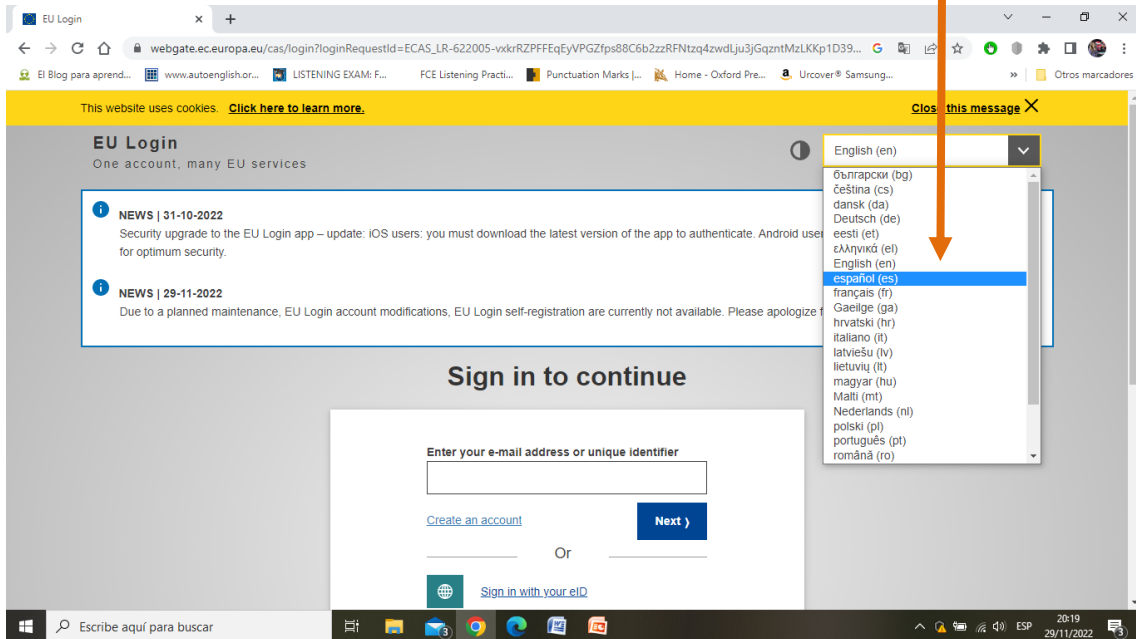 EU Login
webgate.ec.europa.eu/cas/login?loginRequestId=ECAS_LR-622005-vxkrRZPFFEqEyVPGZfps88C6b2zzRFNtzq4zwdLju3jGqzntMzLKKp1D39...
El Blog para aprend...
www.autoenglish.or...
LISTENING EXAM: F...
FCE Listening Practi...
Punctuation Marks |...
Home - Oxford Pre...
Urcover® Samsung...
»
Otros marcadores
This website uses cookies. Click here to learn more.
Close this message
EU Login
One account, many EU services
English (en)
български (bg)
čeština (cs)
dansk (da)
Deutsch (de)
eesti (et)
ελληνικά (el)
English (en)
español (es)
français (fr)
Gaeilge (ga)
hrvatski (hr)
italiano (it)
latviešu (lv)
lietuvių (lt)
magyar (hu)
Malti (mt)
Nederlands (nl)
polski (pl)
português (pt)
română (ro)
NEWS | 31-10-2022
Security upgrade to the EU Login app – update: iOS users: you must download the latest version of the app to authenticate. Android
for optimum security.
NEWS | 29-11-2022
Due to a planned maintenance, EU Login account modifications, EU Login self-registration are currently not available. Please apologize
Sign in to continue
Enter your e-mail address or unique identifier
Create an account
Next ⟩
Or
Sign in with your eID
Escribe aquí para buscar
3
ESP
20:19
29/11/2022
3